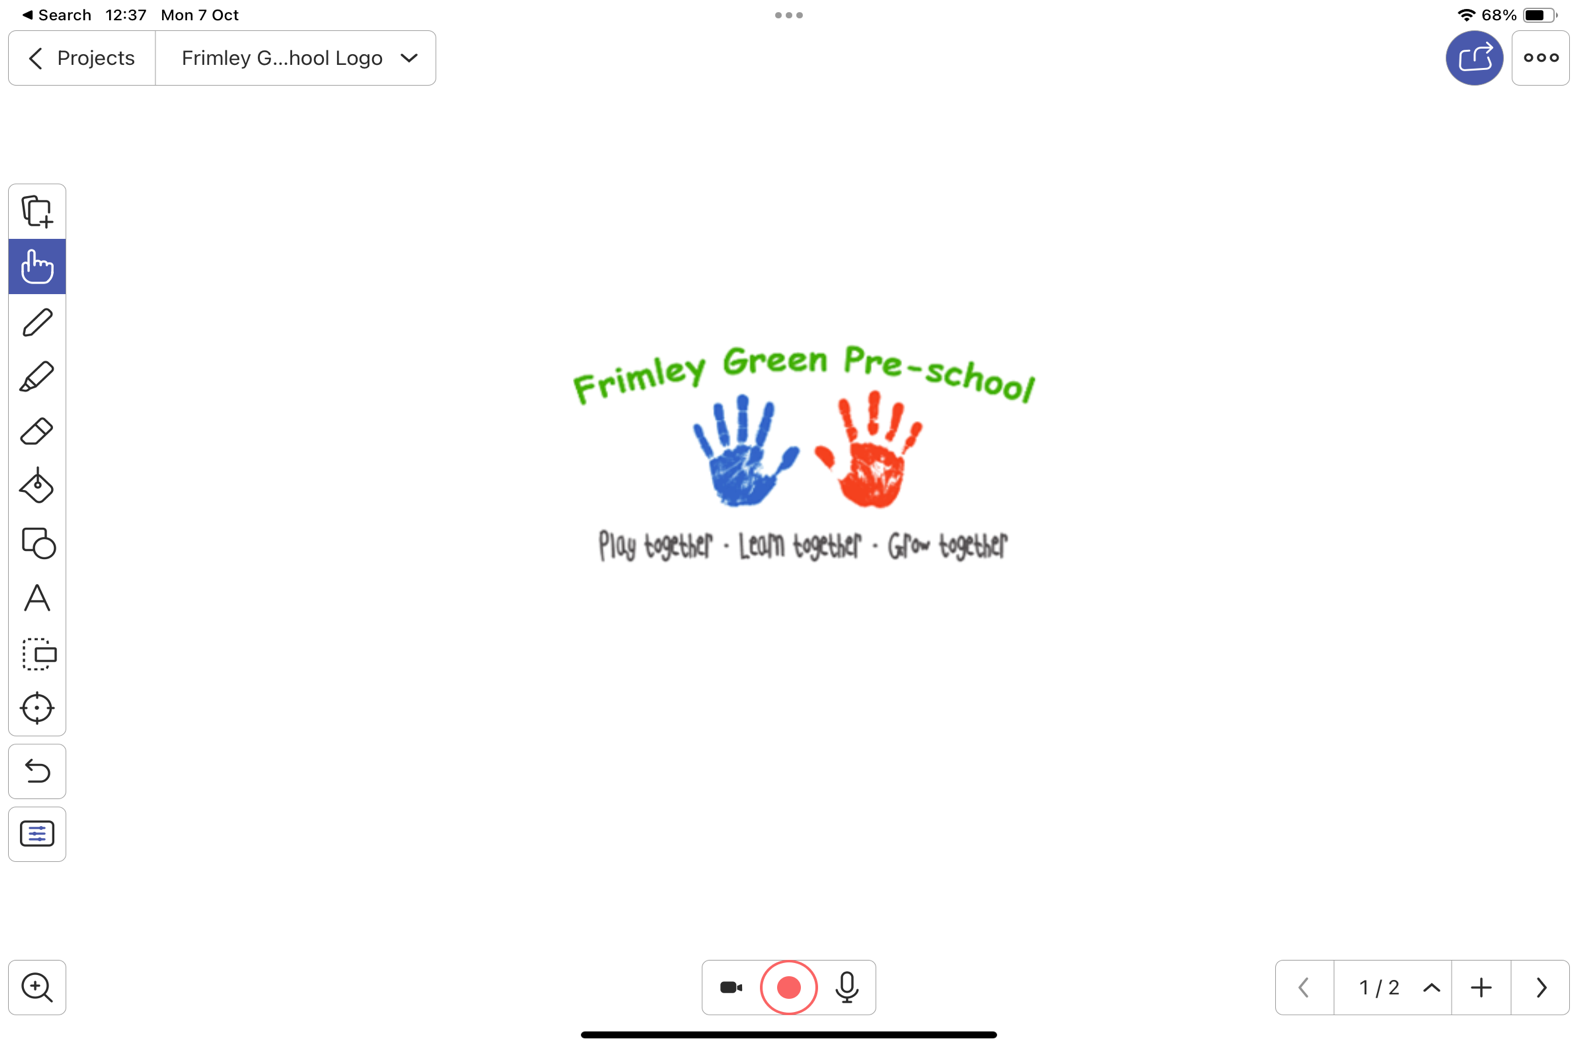 Search 12:37 Mon 7 Oct 68%
Projects Frimley G...hool Logo
Frimley Green Pre-school
Play together · Learn together · Grow together
1 / 2